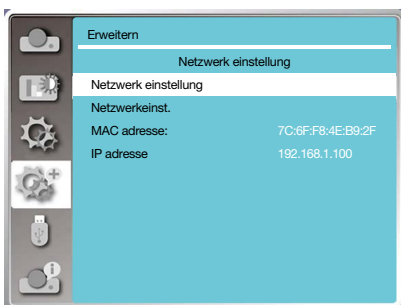 Erweitern
Netzwerk einstellung
Netzwerk einstellung
Netzwerkeinst.
MAC adresse: 7C:6F:F8:4E:B9:2F
IP adresse 192.168.1.100